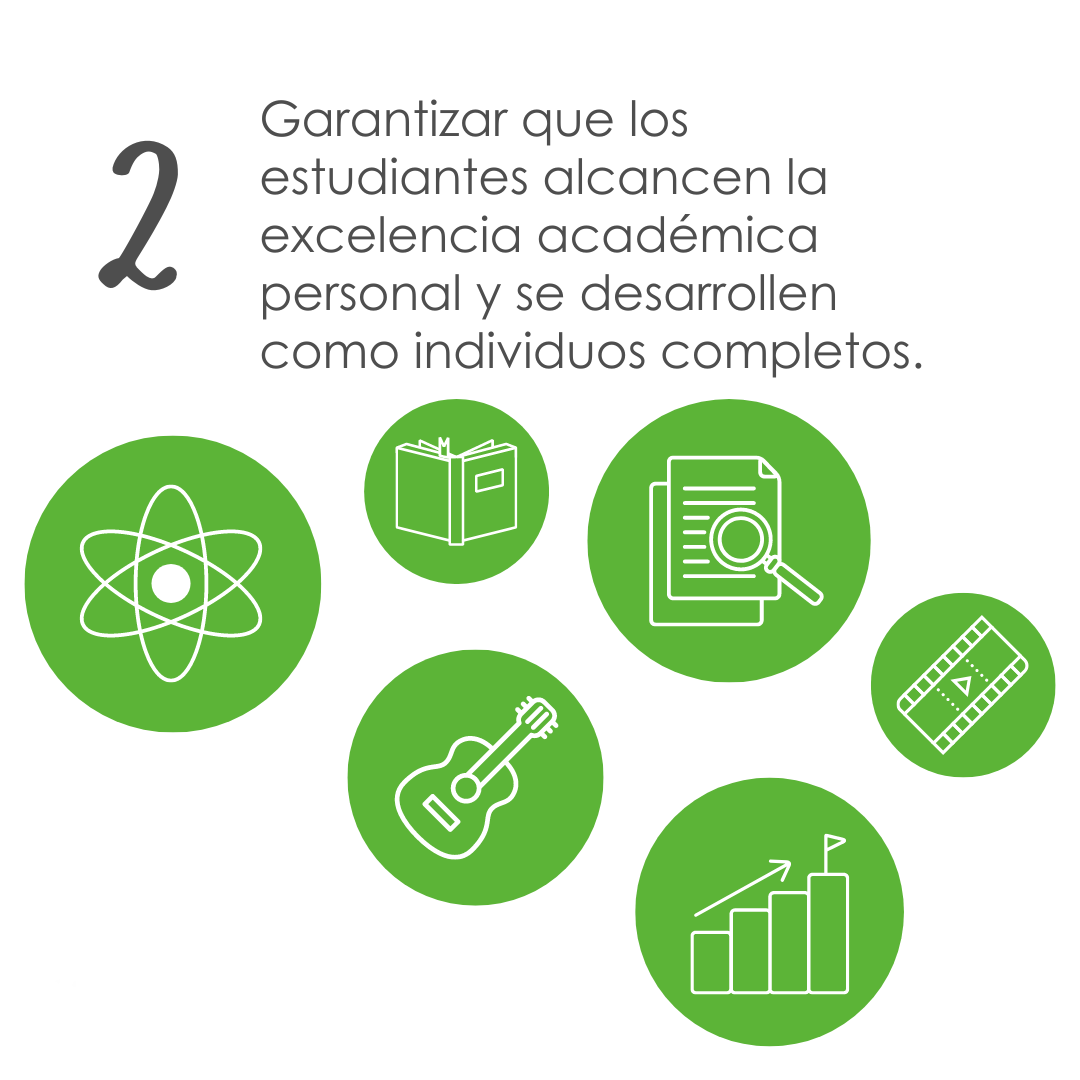 2
Garantizar que los
estudiantes alcancen la
excelencia académica
personal y se desarrollen
como individuos completos.